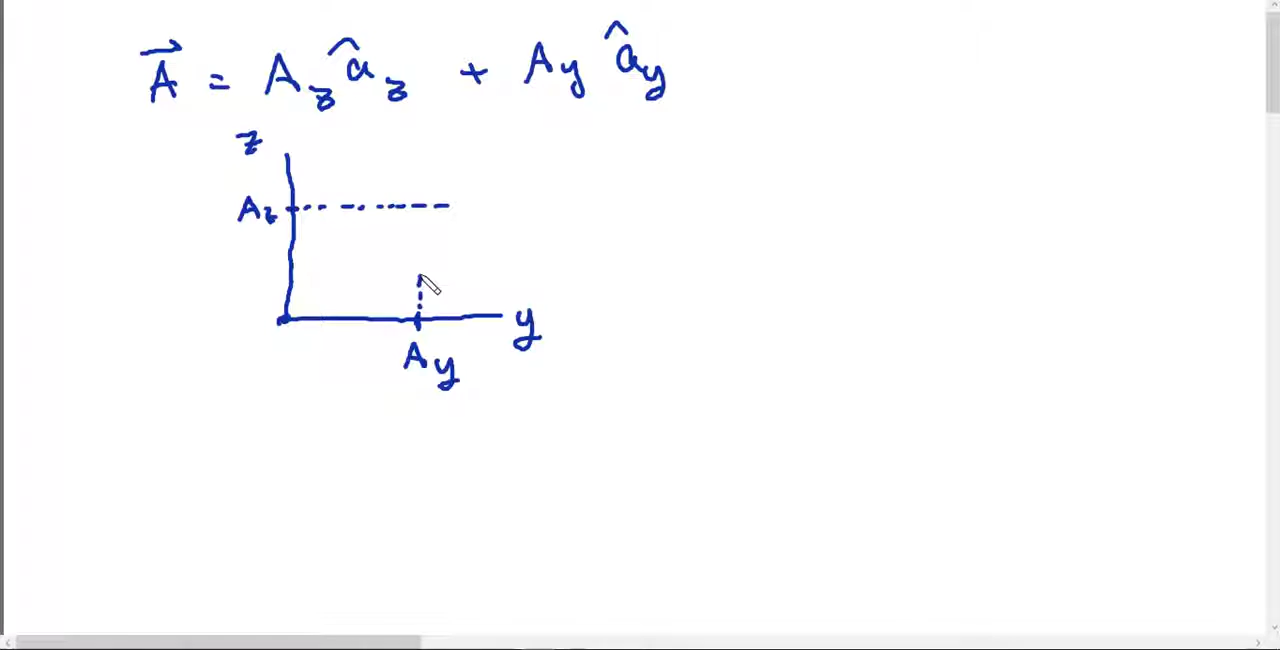 A⃗ = A_z â_z + A_y â_y
z
A_z
y
A_y